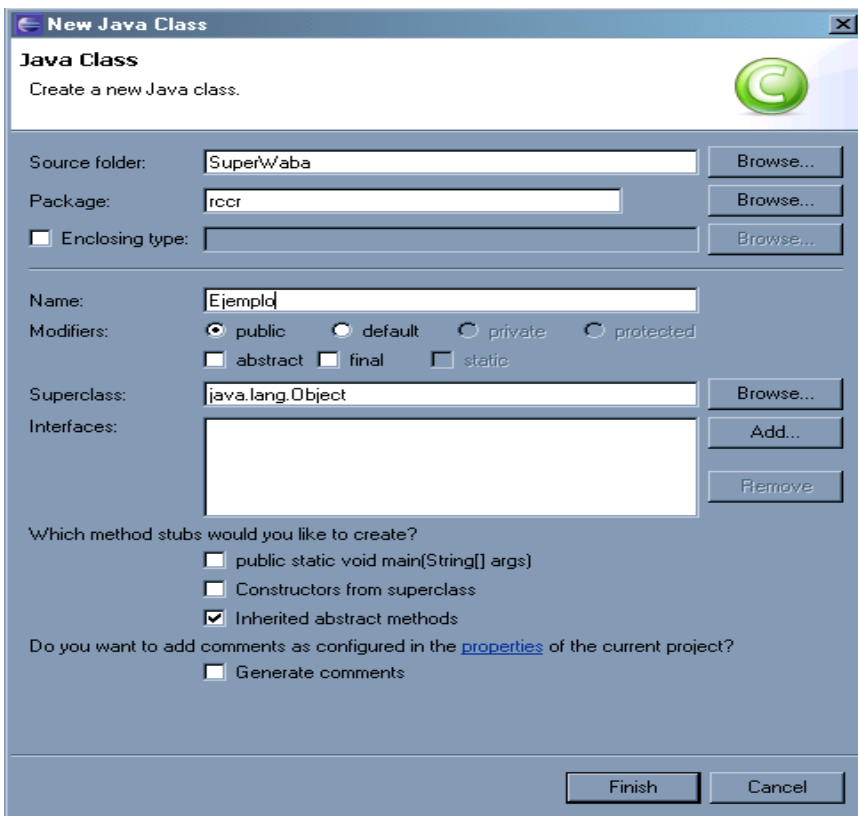 New Java Class
Java Class
Create a new Java class.
Source folder: SuperWaba Browse...
Package: rccr Browse...
Enclosing type: Browse...
Name: Ejemplo
Modifiers: public default private protected
abstract final static
Superclass: java.lang.Object Browse...
Interfaces: Add...
Remove
Which method stubs would you like to create?
public static void main(String[] args)
Constructors from superclass
Inherited abstract methods
Do you want to add comments as configured in the properties of the current project?
Generate comments
Finish Cancel